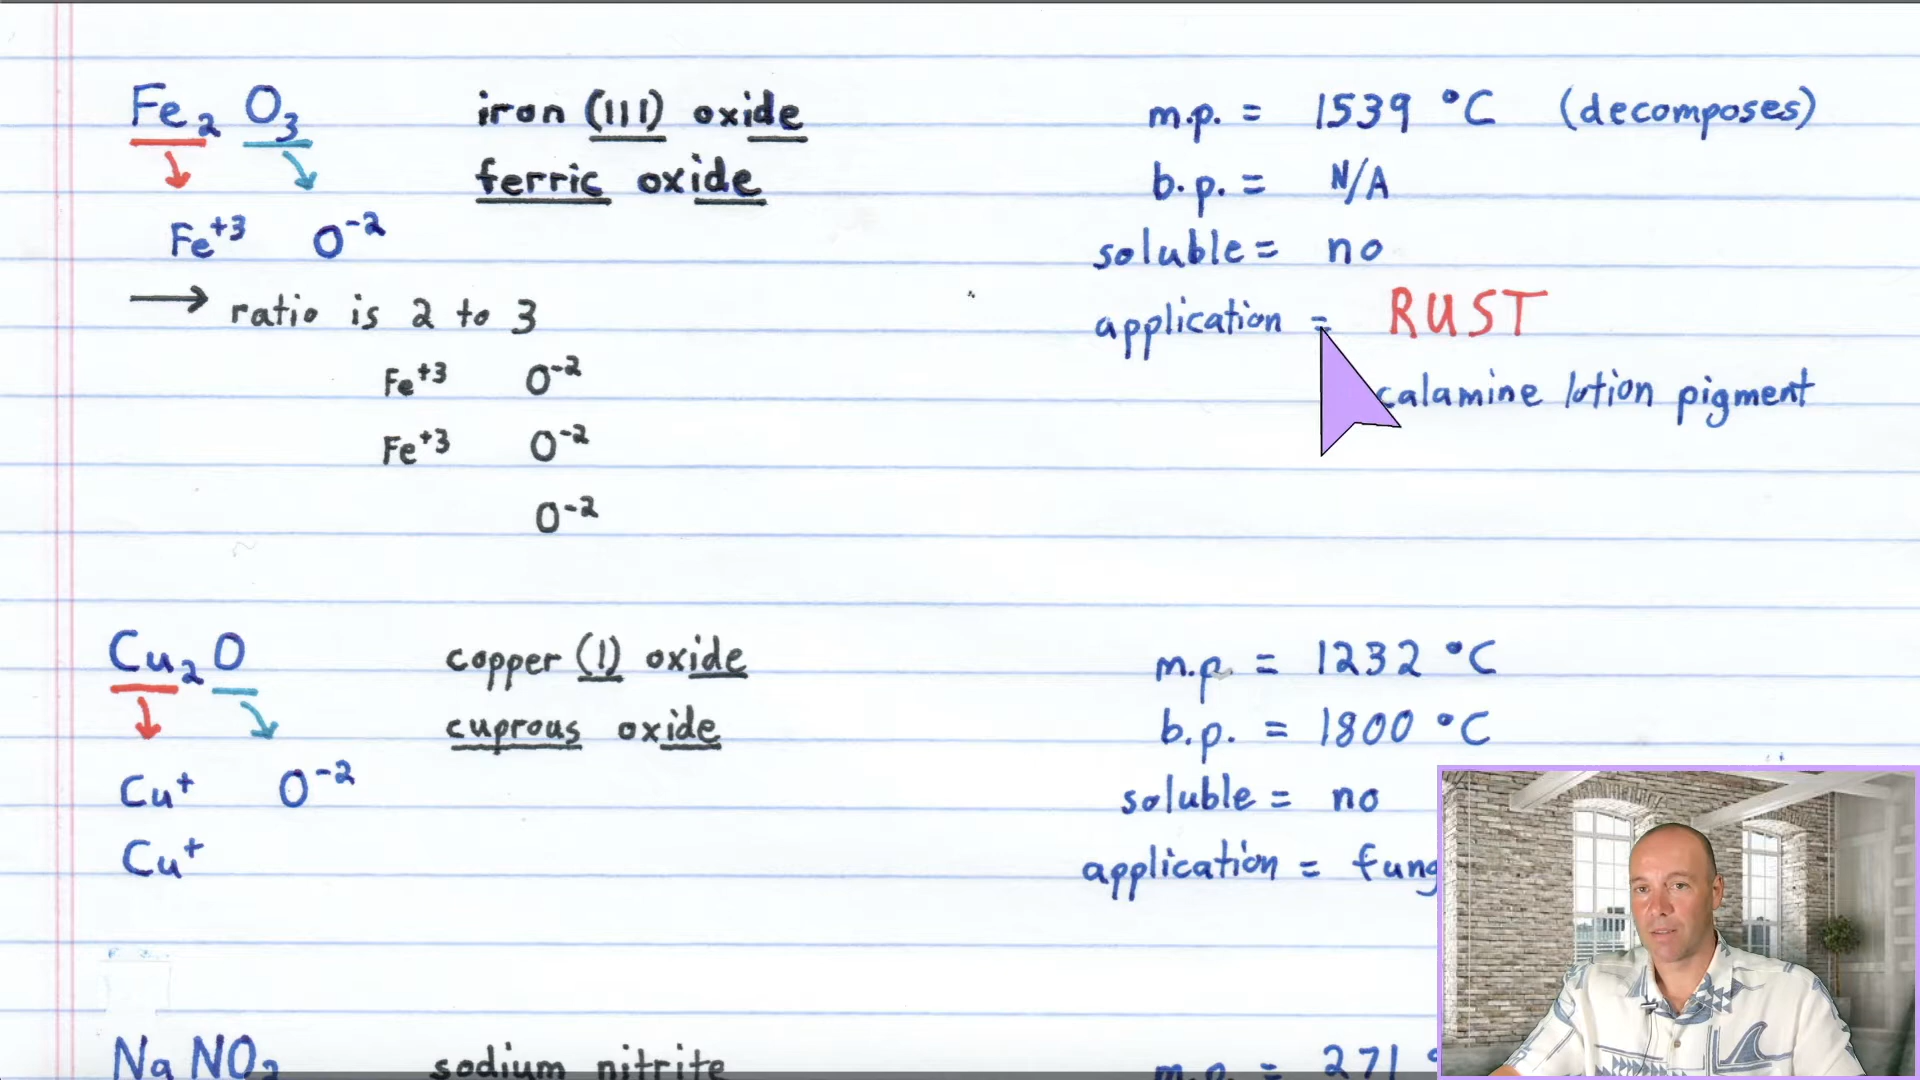 Fe₂ O₃
iron (III) oxide
ferric oxide
Fe⁺³ O⁻²
→ ratio is 2 to 3
Fe⁺³ O⁻²
Fe⁺³ O⁻²
O⁻²
m.p. = 1539 °C (decomposes)
b.p. = N/A
soluble = no
application = RUST
calamine lotion pigment
Cu₂ O
copper (I) oxide
cuprous oxide
Cu⁺ O⁻²
Cu⁺
m.p. = 1232 °C
b.p. = 1800 °C
soluble = no
application = fung
Na NO₂
sodium nitrite
m.p. = 271 °